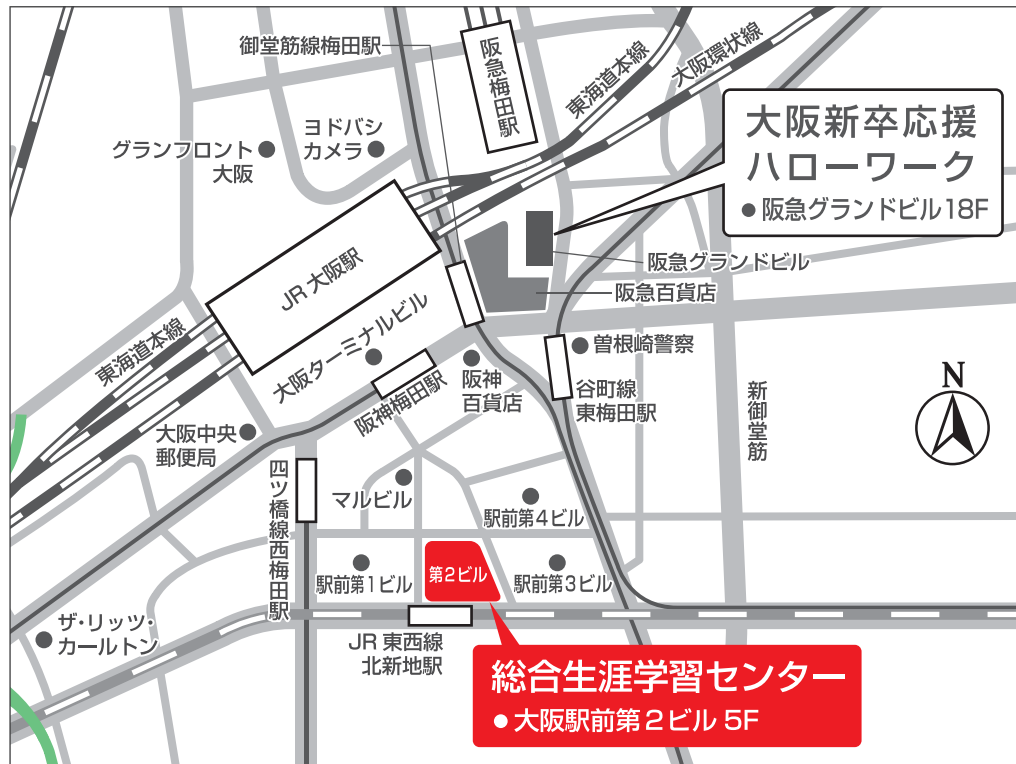 御堂筋線梅田駅
阪急梅田駅
東海道本線
大阪環状線
大阪新卒応援
ハローワーク
●阪急グランドビル18F
グランフロント
大阪
ヨドバシ
カメラ
JR大阪駅
阪急グランドビル
阪急百貨店
東海道本線
大阪ターミナルビル
阪神梅田駅
阪神
百貨店
曽根崎警察
谷町線
東梅田駅
新御堂筋
N
大阪中央
郵便局
四ツ橋線西梅田駅
マルビル
駅前第4ビル
駅前第1ビル
第2ビル
駅前第3ビル
ザ・リッツ・
カールトン
JR東西線
北新地駅
総合生涯学習センター
●大阪駅前第2ビル 5F